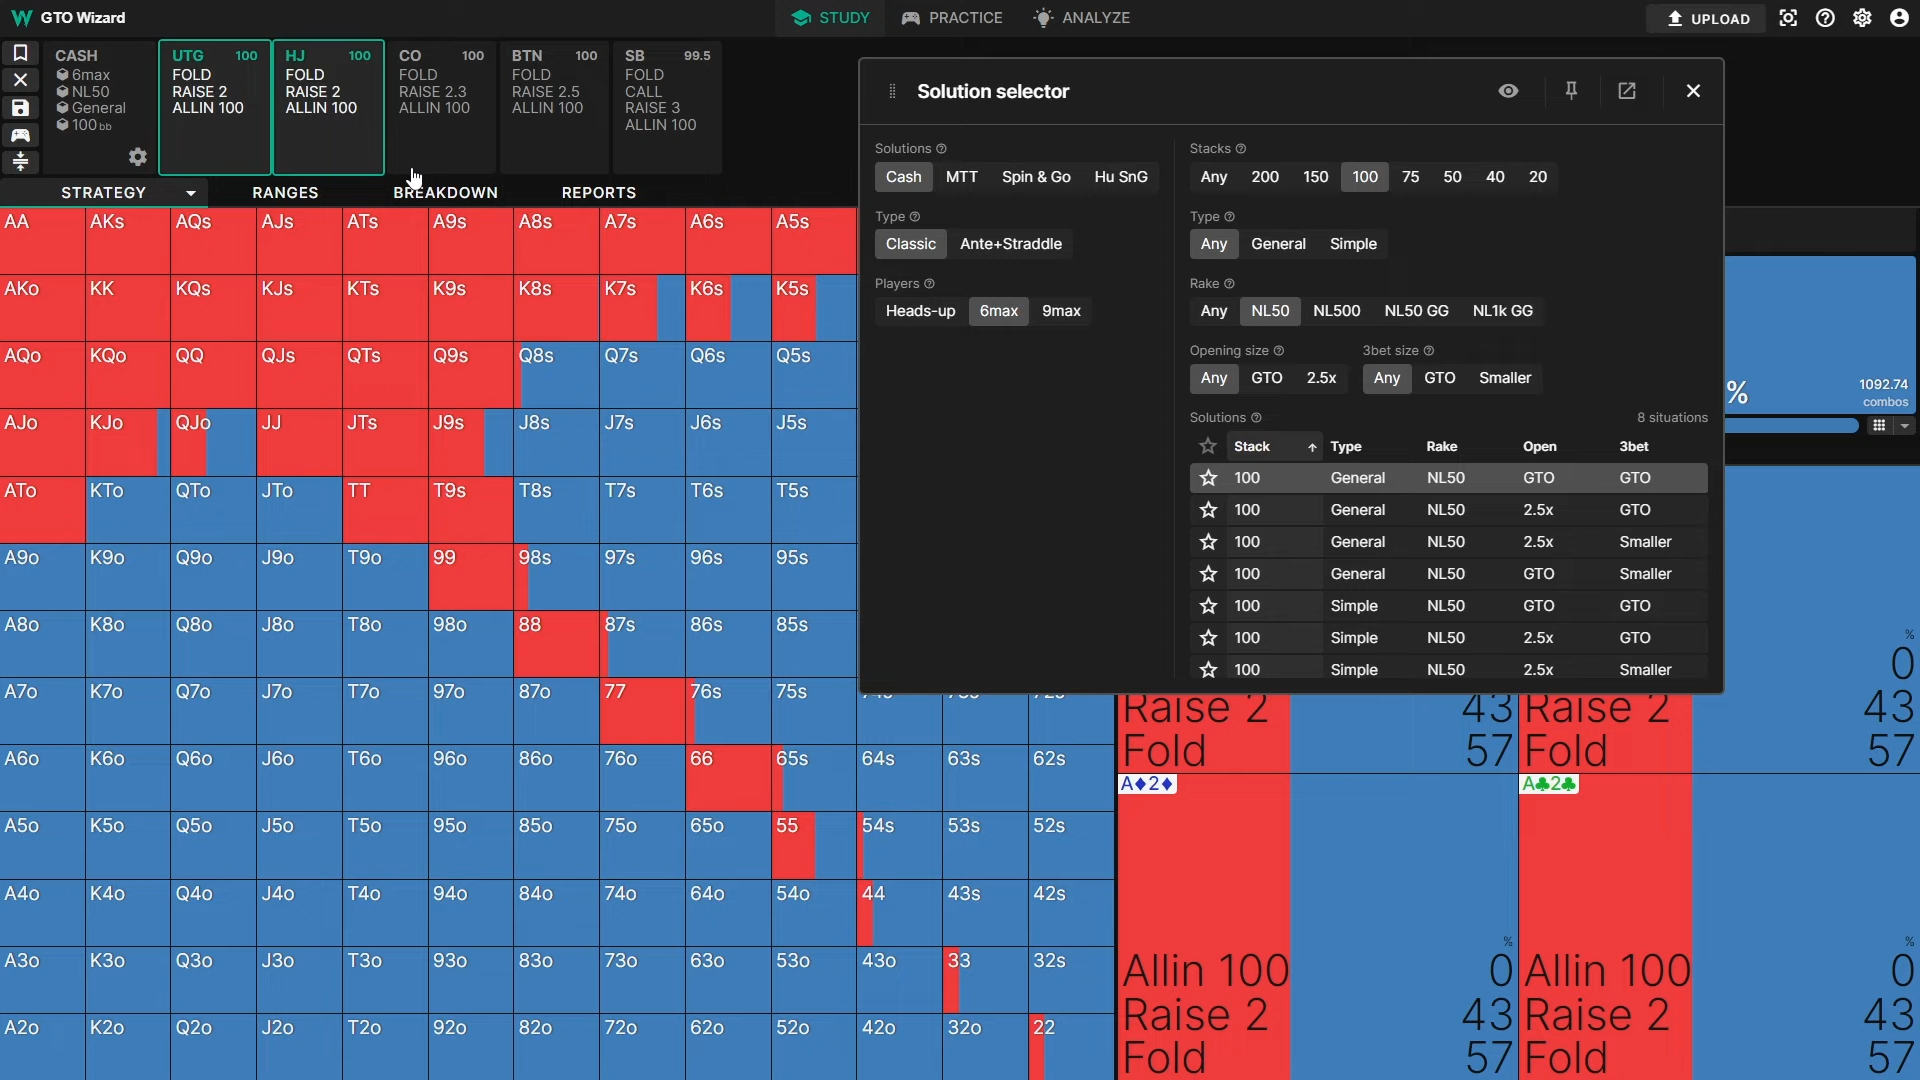 GTO Wizard
STUDY
PRACTICE
ANALYZE
UPLOAD
CASH
6max
NL50
General
100 bb
UTG 100
FOLD
RAISE 2
ALLIN 100
HJ 100
FOLD
RAISE 2
ALLIN 100
CO 100
FOLD
RAISE 2.3
ALLIN 100
BTN 100
FOLD
RAISE 2.5
ALLIN 100
SB 99.5
FOLD
CALL
RAISE 3
ALLIN 100
STRATEGY
RANGES
BREAKDOWN
REPORTS
Solution selector
Solutions
Cash MTT Spin & Go Hu SnG
Type
Classic Ante+Straddle
Players
Heads-up 6max 9max
Stacks
Any 200 150 100 75 50 40 20
Type
Any General Simple
Rake
Any NL50 NL500 NL50 GG NL1k GG
Opening size
Any GTO 2.5x
3bet size
Any GTO Smaller
Solutions 8 situations
Stack Type Rake Open 3bet
100 General NL50 GTO GTO
100 General NL50 2.5x GTO
100 General NL50 2.5x Smaller
100 General NL50 GTO Smaller
100 Simple NL50 GTO GTO
100 Simple NL50 2.5x GTO
100 Simple NL50 2.5x Smaller
AA AKs AQs AJs ATs A9s A8s A7s A6s A5s
AKo KK KQs KJs KTs K9s K8s K7s K6s K5s
AQo KQo QQ QJs QTs Q9s Q8s Q7s Q6s Q5s
AJo KJo QJo JJ JTs J9s J8s J7s J6s J5s
ATo KTo QTo JTo TT T9s T8s T7s T6s T5s
A9o K9o Q9o J9o T9o 99 98s 97s 96s 95s
A8o K8o Q8o J8o T8o 98o 88 87s 86s 85s
A7o K7o Q7o J7o T7o 97o 87o 77 76s 75s
A6o K6o Q6o J6o T6o 96o 86o 76o 66 65s 64s 63s 62s
A5o K5o Q5o J5o T5o 95o 85o 75o 65o 55 54s 53s 52s
A4o K4o Q4o J4o T4o 94o 84o 74o 64o 54o 44 43s 42s
A3o K3o Q3o J3o T3o 93o 83o 73o 63o 53o 43o 33 32s
A2o K2o Q2o J2o T2o 92o 82o 72o 62o 52o 42o 32o 22
%
1092.74
combos
%
0
Raise 2 43
Fold 57
Raise 2 43
Fold 57
A♦2♦
%
Allin 100 0
Raise 2 43
Fold 57
A♣2♣
%
Allin 100 0
Raise 2 43
Fold 57